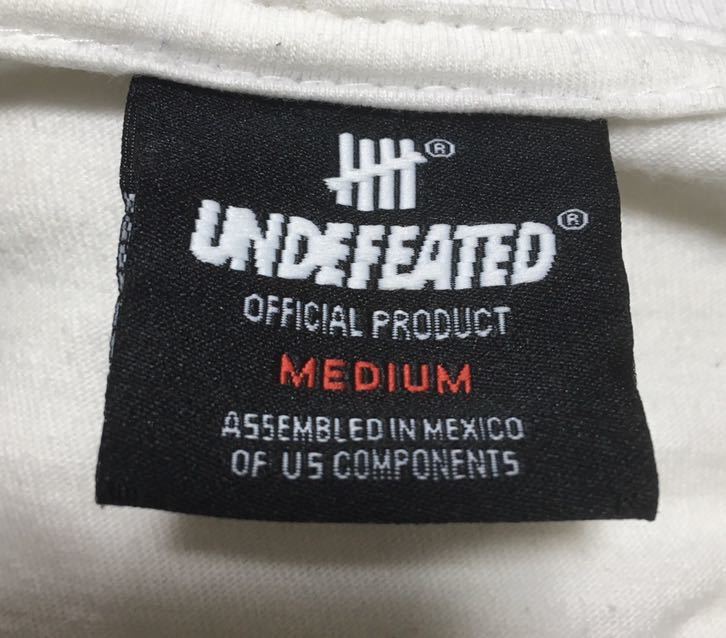 ®
UNDEFEATED®
OFFICIAL PRODUCT
MEDIUM
ASSEMBLED IN MEXICO
OF US COMPONENTS